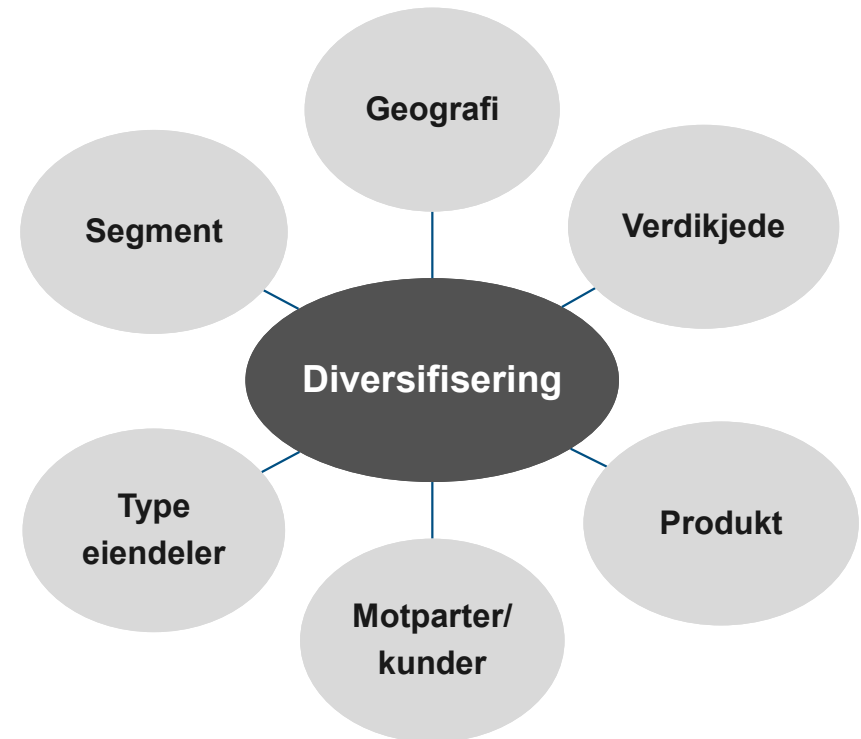 Geografi
Segment
Verdikjede
Diversifisering
Type
eiendeler
Produkt
Motparter/
kunder